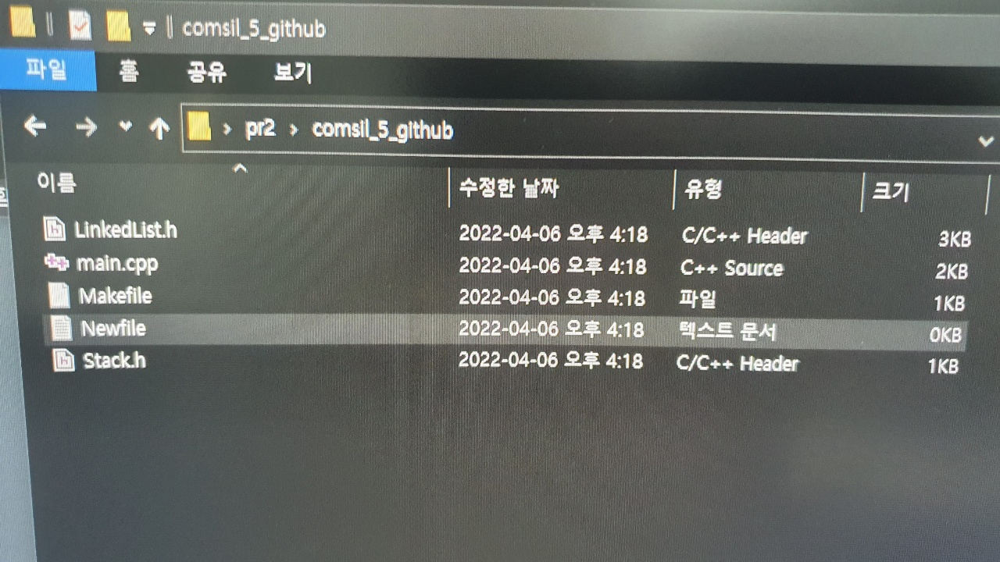 comsil_5_github
파일 홈 공유 보기
pr2 › comsil_5_github
이름 수정한 날짜 유형 크기
LinkedList.h 2022-04-06 오후 4:18 C/C++ Header 3KB
main.cpp 2022-04-06 오후 4:18 C++ Source 2KB
Makefile 2022-04-06 오후 4:18 파일 1KB
Newfile 2022-04-06 오후 4:18 텍스트 문서 0KB
Stack.h 2022-04-06 오후 4:18 C/C++ Header 1KB